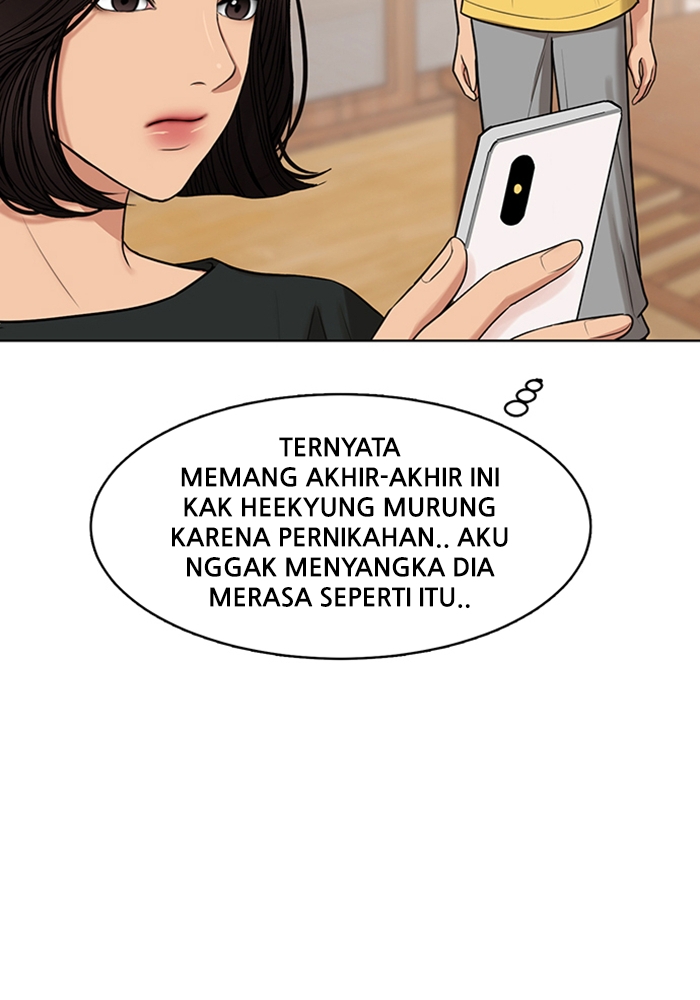 TERNYATA
MEMANG AKHIR-AKHIR INI
KAK HEEKYUNG MURUNG
KARENA PERNIKAHAN.. AKU
NGGAK MENYANGKA DIA
MERASA SEPERTI ITU..